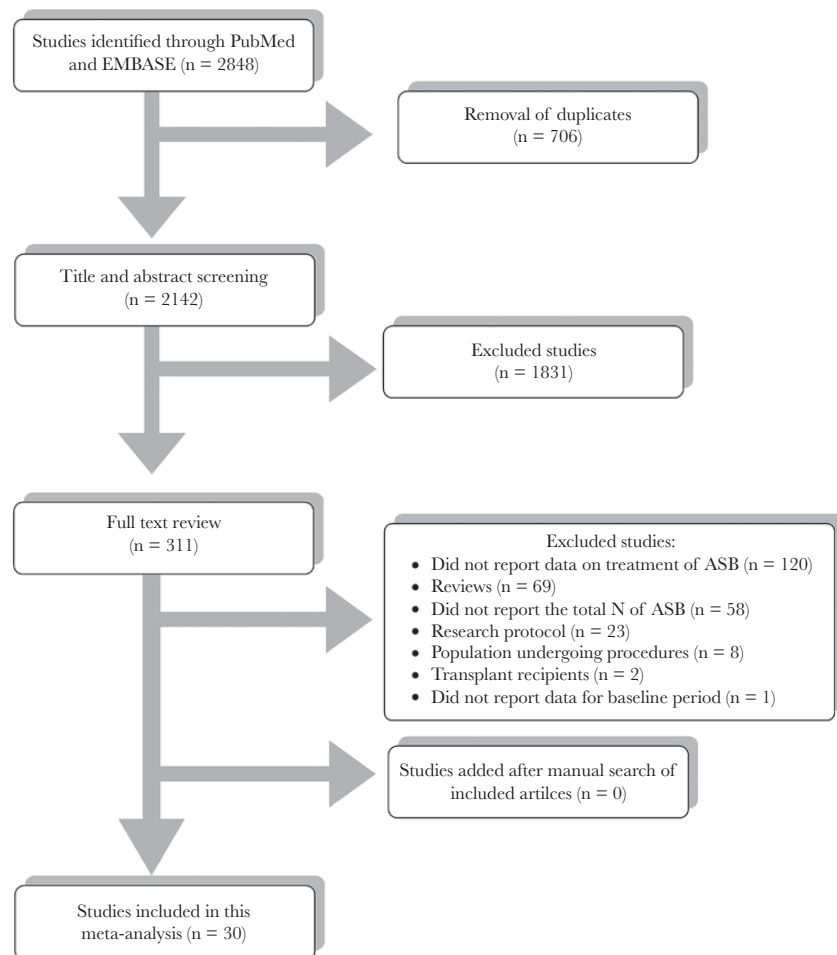 Studies identified through PubMed
and EMBASE (n = 2848)
Removal of duplicates
(n = 706)
Title and abstract screening
(n = 2142)
Excluded studies
(n = 1831)
Full text review
(n = 311)
Excluded studies:
• Did not report data on treatment of ASB (n = 120)
• Reviews (n = 69)
• Did not report the total N of ASB (n = 58)
• Research protocol (n = 23)
• Population undergoing procedures (n = 8)
• Transplant recipients (n = 2)
• Did not report data for baseline period (n = 1)
Studies added after manual search of
included artilces (n = 0)
Studies included in this
meta-analysis (n = 30)